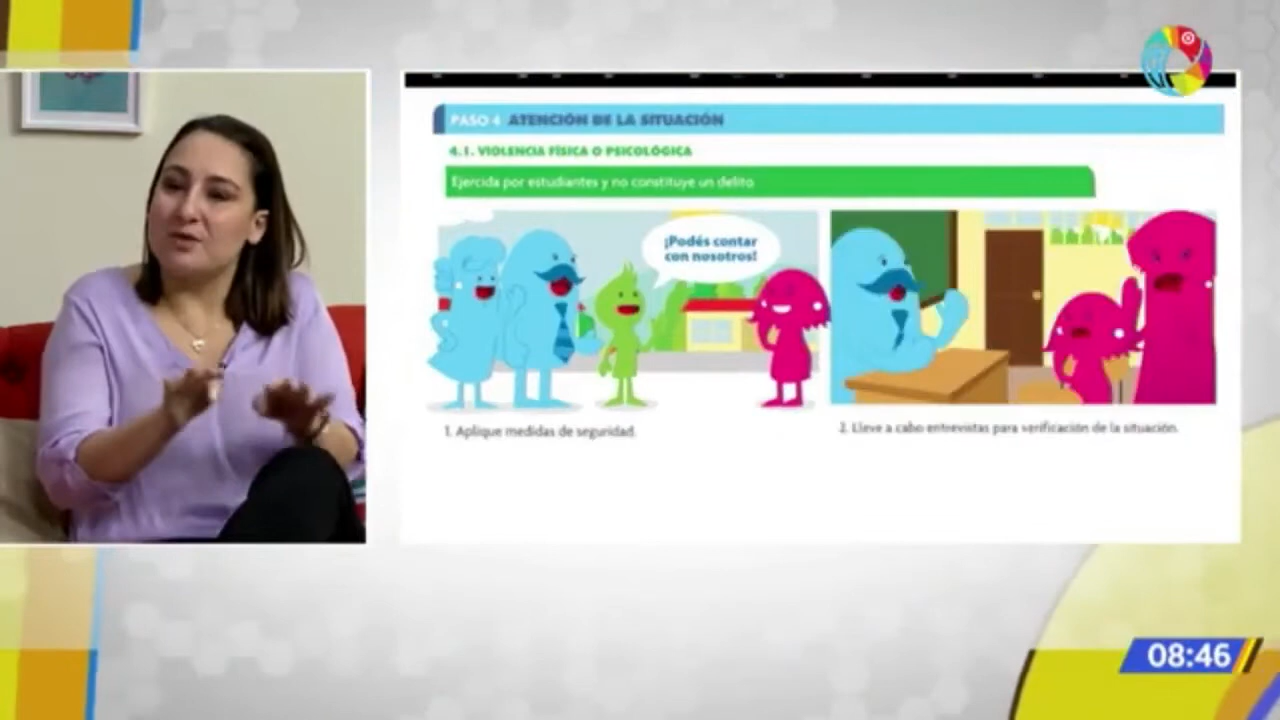 PASO 4 ATENCIÓN DE LA SITUACIÓN
4.1. VIOLENCIA FÍSICA O PSICOLÓGICA
Ejercida por estudiantes y no constituye un delito
¡Podés contar
con nosotros!
1. Aplique medidas de seguridad.
2. Lleve a cabo entrevistas para verificación de la situación.
08:46